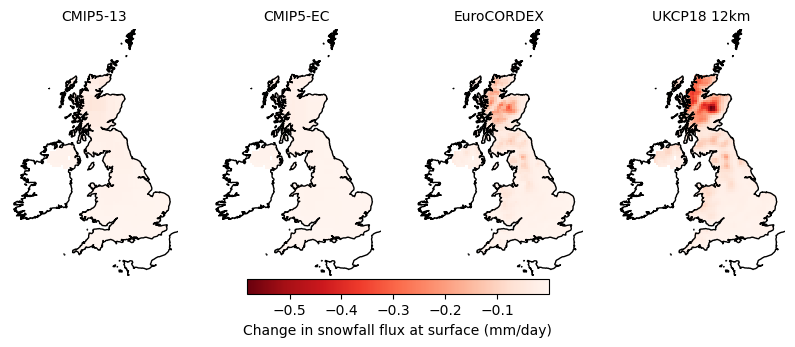 CMIP5-13 CMIP5-EC EuroCORDEX UKCP18 12km
−0.5 −0.4 −0.3 −0.2 −0.1
Change in snowfall flux at surface (mm/day)